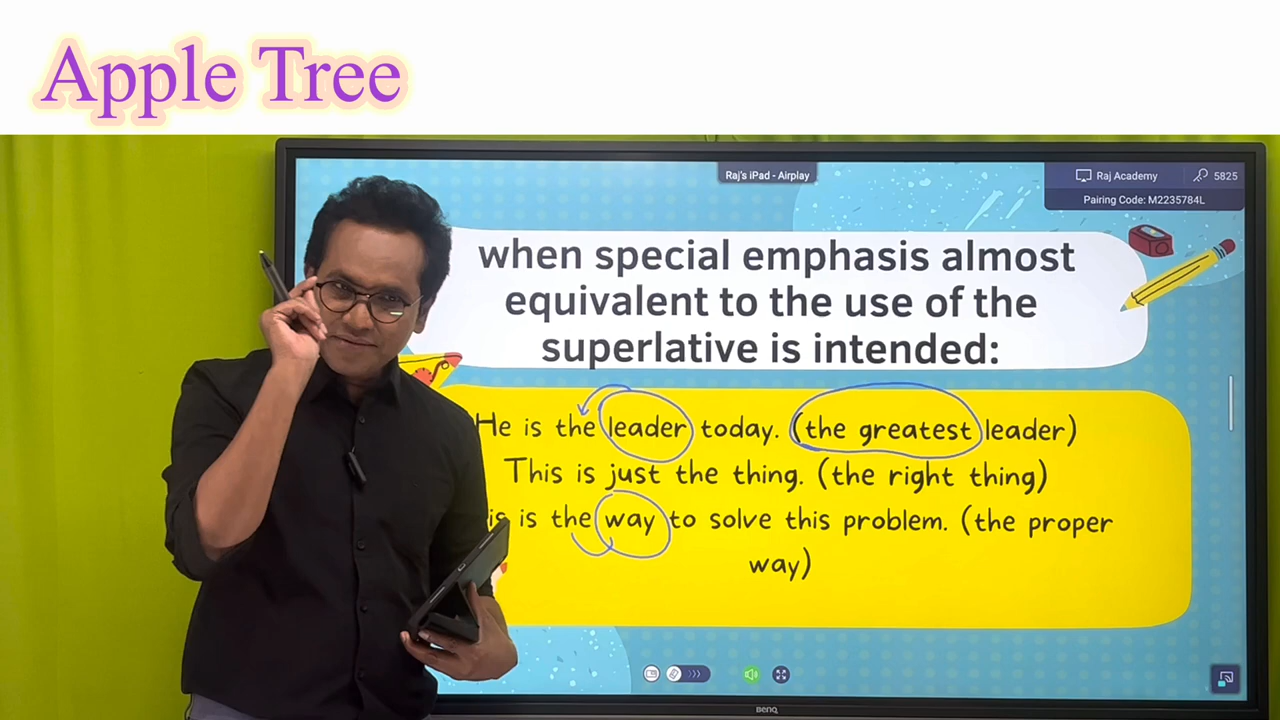 Apple Tree
Raj's iPad - Airplay
Raj Academy 5825
Pairing Code: M2235784L
when special emphasis almost
equivalent to the use of the
superlative is intended:
He is the leader today. (the greatest leader)
This is just the thing. (the right thing)
is is the way to solve this problem. (the proper
way)
BenQ